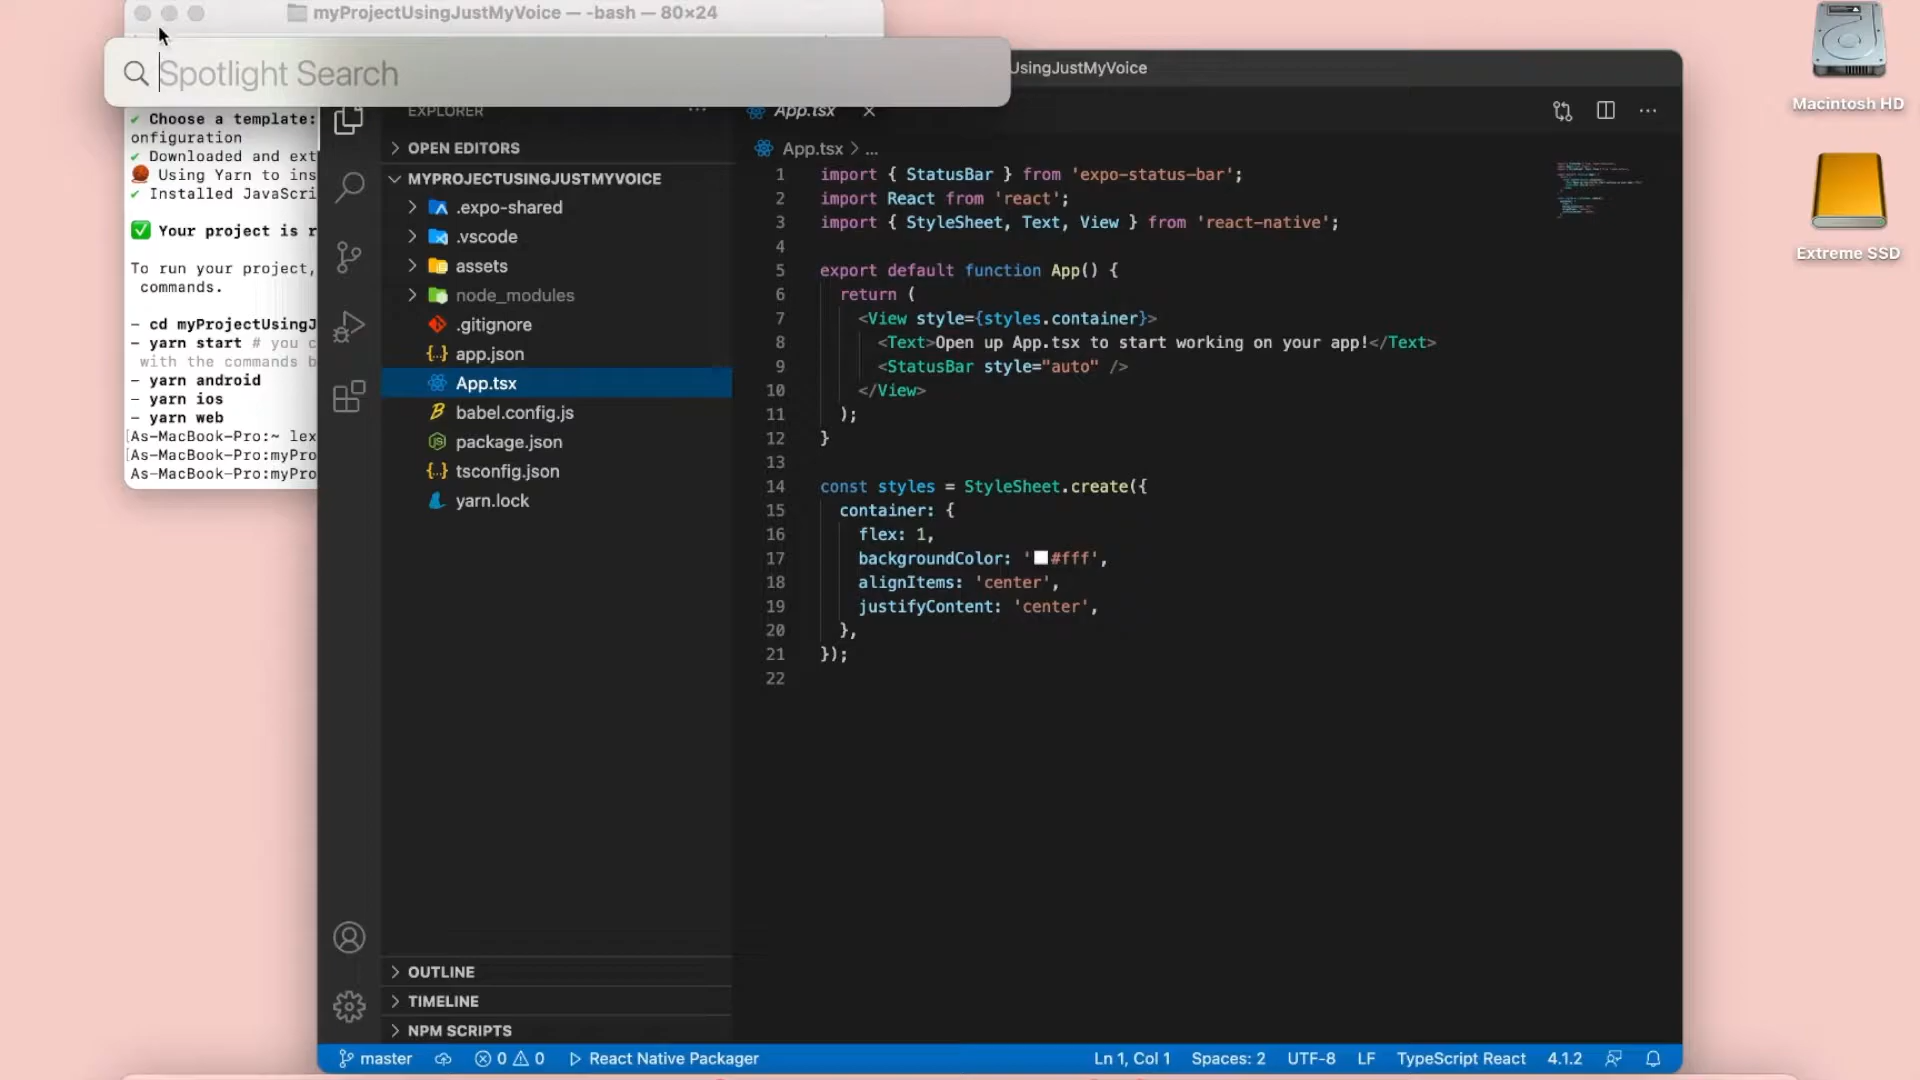 myProjectUsingJustMyVoice — -bash — 80×24
Spotlight Search
UsingJustMyVoice
✔ Choose a template:
onfiguration
✔ Downloaded and ext
Using Yarn to ins
✔ Installed JavaScri
✅ Your project is r
To run your project,
commands.
- cd myProjectUsingJ
- yarn start # you c
with the commands b
- yarn android
- yarn ios
- yarn web
[As-MacBook-Pro:~ lex
[As-MacBook-Pro:myPro
As-MacBook-Pro:myPro
EXPLORER
OPEN EDITORS
MYPROJECTUSINGJUSTMYVOICE
.expo-shared
.vscode
assets
node_modules
.gitignore
app.json
App.tsx
babel.config.js
package.json
tsconfig.json
yarn.lock
OUTLINE
TIMELINE
NPM SCRIPTS
App.tsx
App.tsx > ...
1 import { StatusBar } from 'expo-status-bar';
2 import React from 'react';
3 import { StyleSheet, Text, View } from 'react-native';
4
5 export default function App() {
6 return (
7 <View style={styles.container}>
8 <Text>Open up App.tsx to start working on your app!</Text>
9 <StatusBar style="auto" />
10 </View>
11 );
12 }
13
14 const styles = StyleSheet.create({
15 container: {
16 flex: 1,
17 backgroundColor: '#fff',
18 alignItems: 'center',
19 justifyContent: 'center',
20 },
21 });
22
master 0 0 React Native Packager Ln 1, Col 1 Spaces: 2 UTF-8 LF TypeScript React 4.1.2
Macintosh HD
Extreme SSD